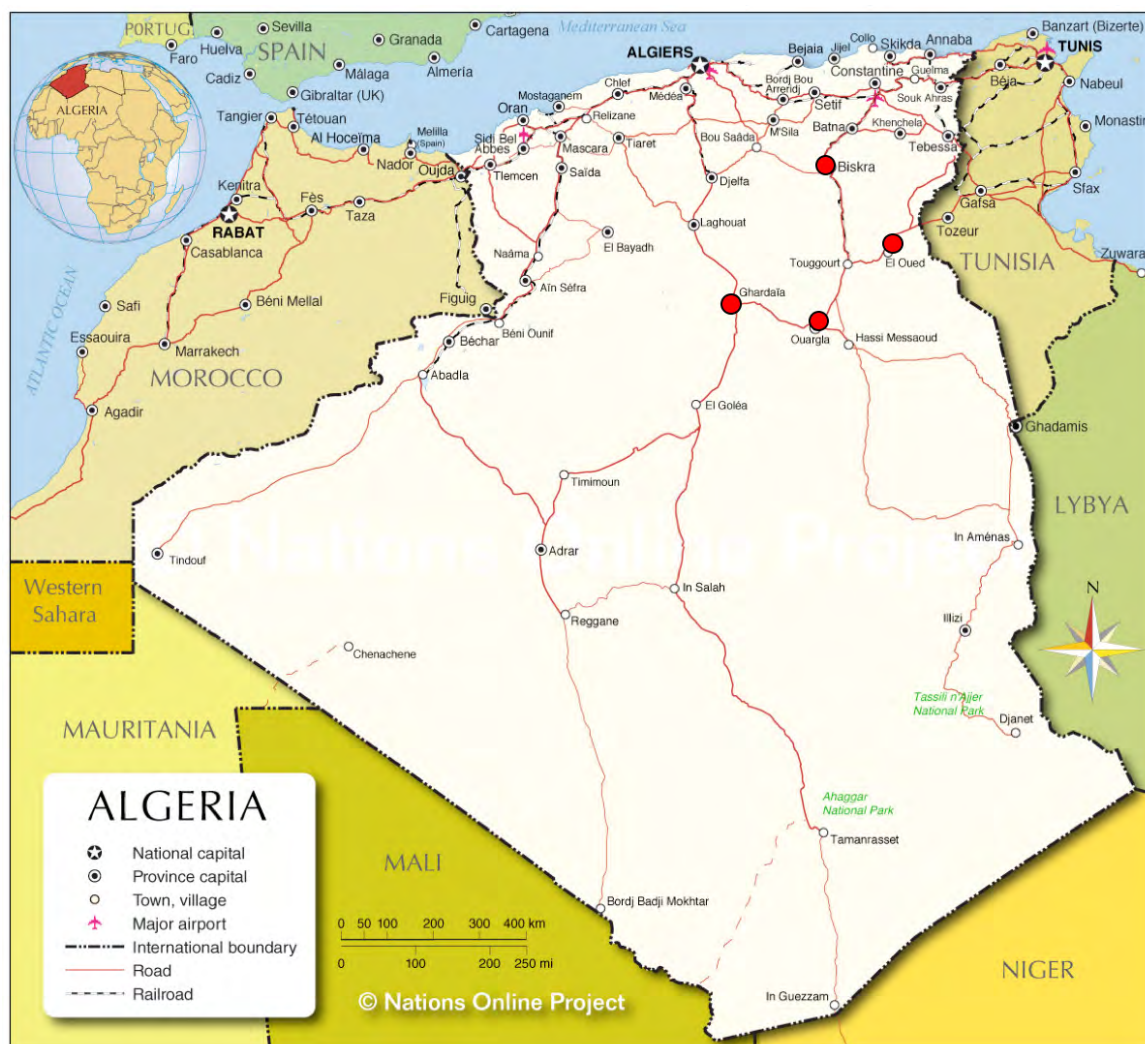 Mediterranean Sea
PORTUG.
Sevilla
Cartagena
Banzart (Bizerte)
Huelva
SPAIN
Granada
Faro
Cadiz
Málaga
Almería
ALGIERS
Bejaia
Jijel
Collo
Skikda
Annaba
TUNIS
Constantine
Guelma
Béja
Nabeul
Gibraltar (UK)
Mostaganem
Chlef
Médéa
Bordj Bou
Arreridj
Setif
Souk Ahras
ALGERIA
Tangier
Tétouan
Oran
Relizane
M'Sila
Batna
Khenchela
Monastir
Al Hoceïma
Melilla
(Spain)
Sidi Bel
Abbes
Mascara
Tiaret
Bou Saâda
Tebessa
Nador
Oujda
Tlemcen
Saïda
Djelfa
Biskra
Sfax
Kenitra
Fès
Taza
Gafsa
RABAT
Laghouat
Tozeur
Casablanca
El Bayadh
Naâma
Touggourt
El Oued
TUNISIA
Zuwara
ATLANTIC OCEAN
Safi
Béni Mellal
Figuig
Aïn Séfra
Ghardaïa
Essaouira
Béni Ounif
Ouargla
Hassi Messaoud
Marrakech
Béchar
MOROCCO
Abadla
Agadir
El Goléa
Ghadamis
Timimoun
LYBYA
Nations Online Project
In Aménas
Tindouf
Adrar
Western
Sahara
In Salah
N
Reggane
Illizi
Chenachene
Tassili n'Ajjer
National Park
MAURITANIA
Djanet
ALGERIA
National capital
Province capital
Town, village
Major airport
International boundary
Road
Railroad
Ahaggar
National Park
Tamanrasset
MALI
Bordj Badji Mokhtar
0 50 100 200 300 400 km
0 100 200 250 mi
NIGER
© Nations Online Project
In Guezzam